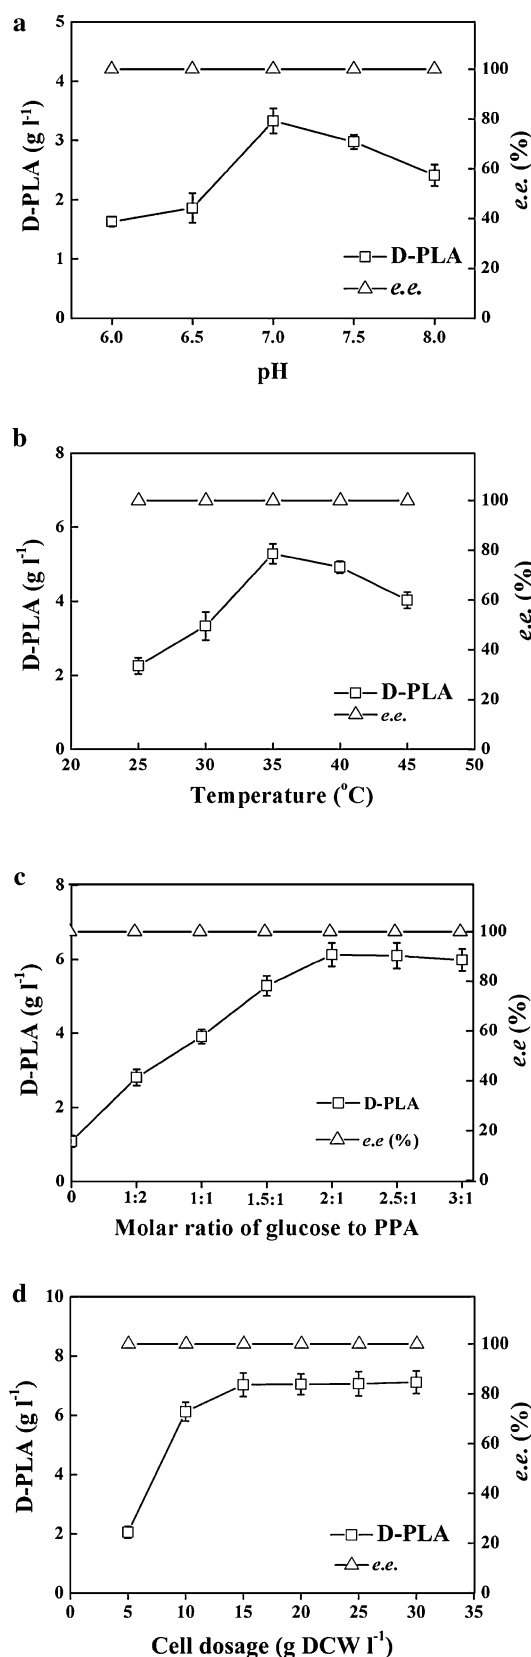 a
5
4
3
2
1
0
D-PLA (g l-1)
100
80
60
40
20
0
e.e. (%)
D-PLA
e.e.
6.0 6.5 7.0 7.5 8.0
pH
b
8
6
4
2
0
D-PLA (g l-1)
100
80
60
40
20
0
e.e. (%)
D-PLA
e.e.
20 25 30 35 40 45 50
Temperature (oC)
c
8
6
4
2
0
D-PLA (g l-1)
100
80
60
40
20
0
e.e (%)
D-PLA
e.e (%)
0 1:2 1:1 1.5:1 2:1 2.5:1 3:1
Molar ratio of glucose to PPA
d
10
8
6
4
2
0
D-PLA (g l-1)
100
80
60
40
20
0
e.e. (%)
D-PLA
e.e.
0 5 10 15 20 25 30 35
Cell dosage (g DCW l-1)